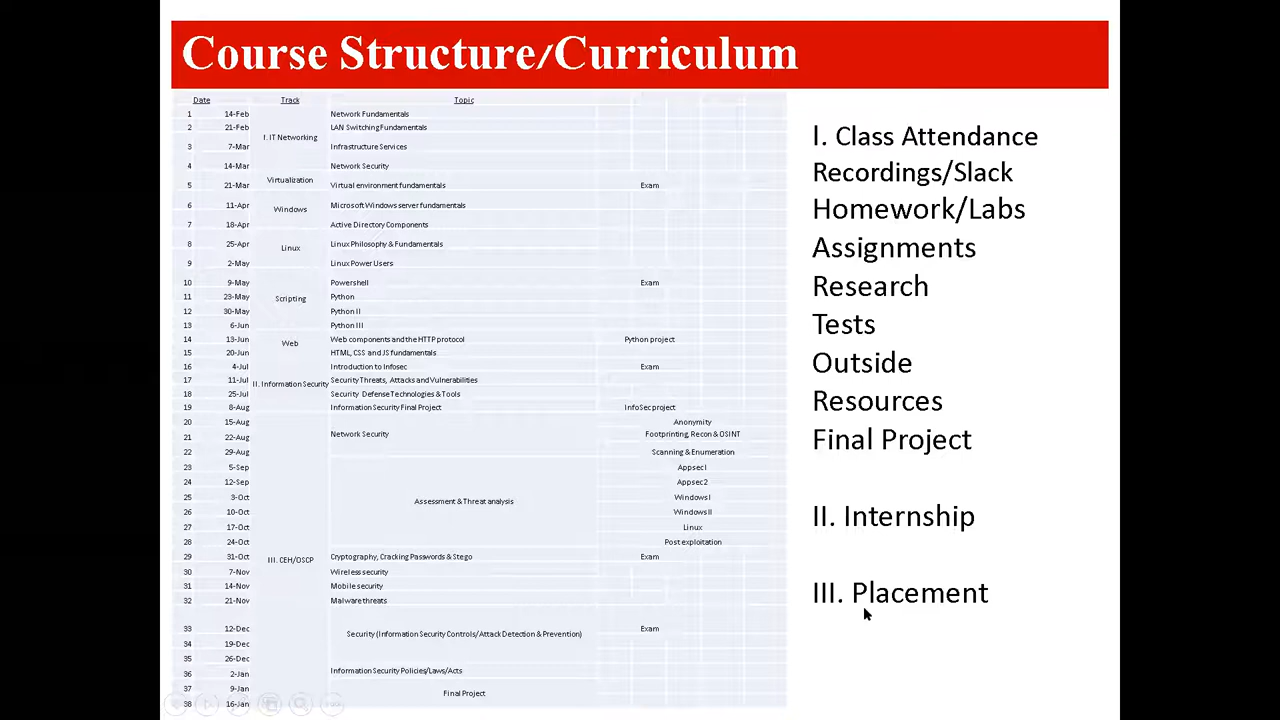 Course Structure/Curriculum
Date Track Topic
1 14-Feb Network Fundamentals
2 21-Feb LAN Switching Fundamentals
I. IT Networking
3 7-Mar Infrastructure Services
4 14-Mar Network Security
Virtualization
5 21-Mar Virtual environment fundamentals Exam
6 11-Apr Microsoft Windows server fundamentals
Windows
7 18-Apr Active Directory Components
8 25-Apr Linux Philosophy & Fundamentals
Linux
9 2-May Linux Power Users
10 9-May Powershell Exam
11 23-May Python
Scripting
12 30-May Python II
13 6-Jun Python III
14 13-Jun Web components and the HTTP protocol Python project
Web
15 20-Jun HTML, CSS and JS fundamentals
16 4-Jul Introduction to Infosec Exam
17 11-Jul Security Threats, Attacks and Vulnerabilities
II. Information Security
18 25-Jul Security Defense Technologies & Tools
19 8-Aug Information Security Final Project InfoSec project
20 15-Aug Anonymity
21 22-Aug Network Security Footprinting, Recon & OSINT
22 29-Aug Scanning & Enumeration
23 5-Sep Appsec1
24 12-Sep Appsec2
25 3-Oct Windows I
Assessment & Threat analysis
26 10-Oct Windows II
27 17-Oct Linux
28 24-Oct Post exploitation
29 31-Oct Cryptography, Cracking Passwords & Stego Exam
III. CEH/OSCP
30 7-Nov Wireless security
31 14-Nov Mobile security
32 21-Nov Malware threats
33 12-Dec Exam
Security (Information Security Controls/Attack Detection & Prevention)
34 19-Dec
35 26-Dec
36 2-Jan Information Security Policies/Laws/Acts
37 9-Jan
Final Project
38 16-Jan
I. Class Attendance
Recordings/Slack
Homework/Labs
Assignments
Research
Tests
Outside
Resources
Final Project
II. Internship
III. Placement